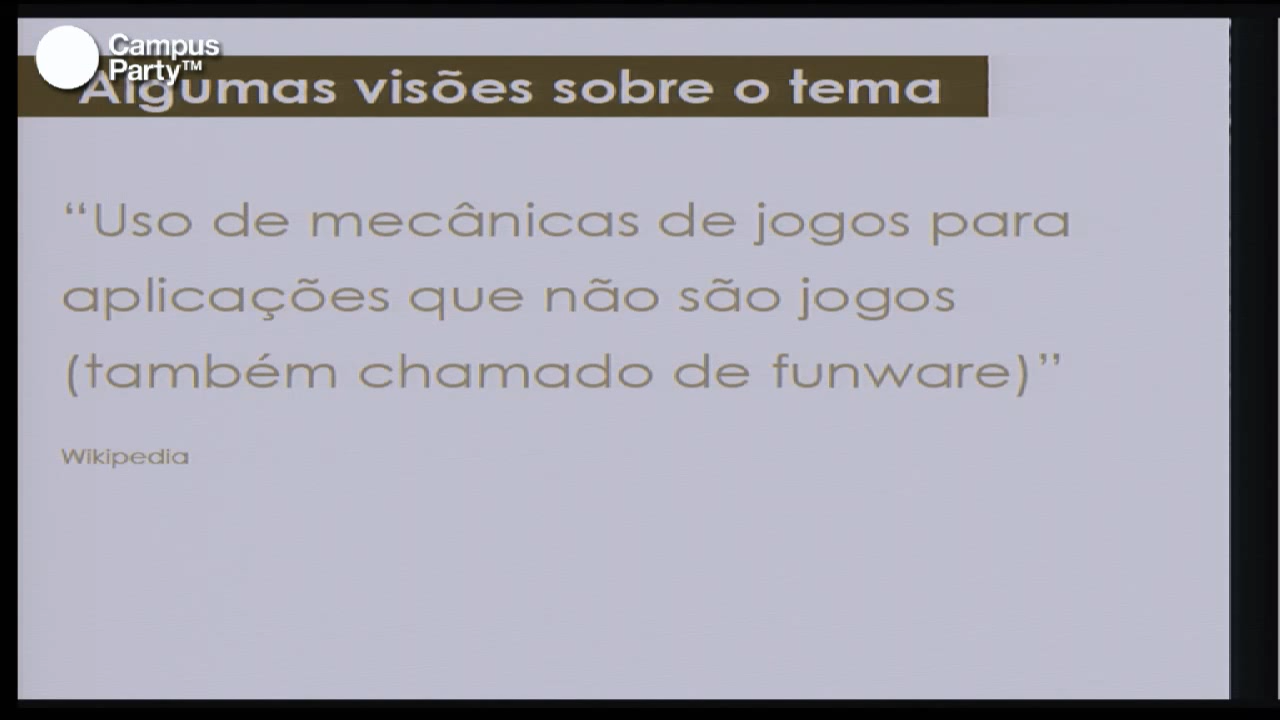 Campus
Party™
Algumas visões sobre o tema
“Uso de mecânicas de jogos para
aplicações que não são jogos
(também chamado de funware)”
Wikipedia